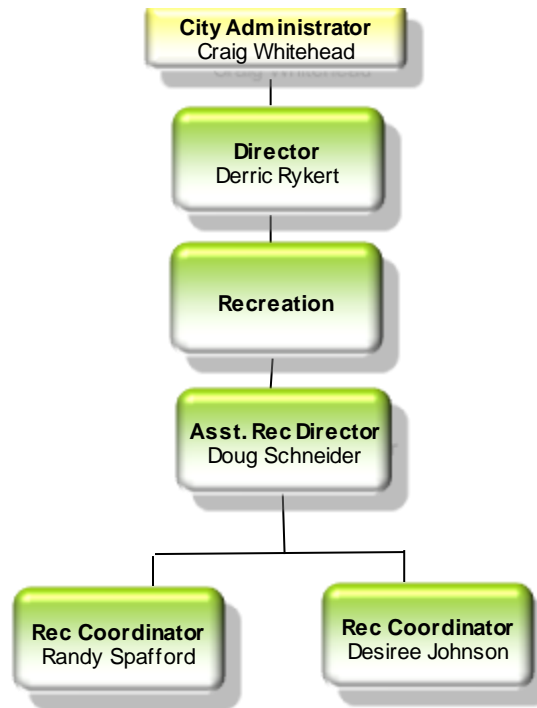 City Administrator
Craig Whitehead
Director
Derric Rykert
Recreation
Asst. Rec Director
Doug Schneider
Rec Coordinator
Randy Spafford
Rec Coordinator
Desiree Johnson